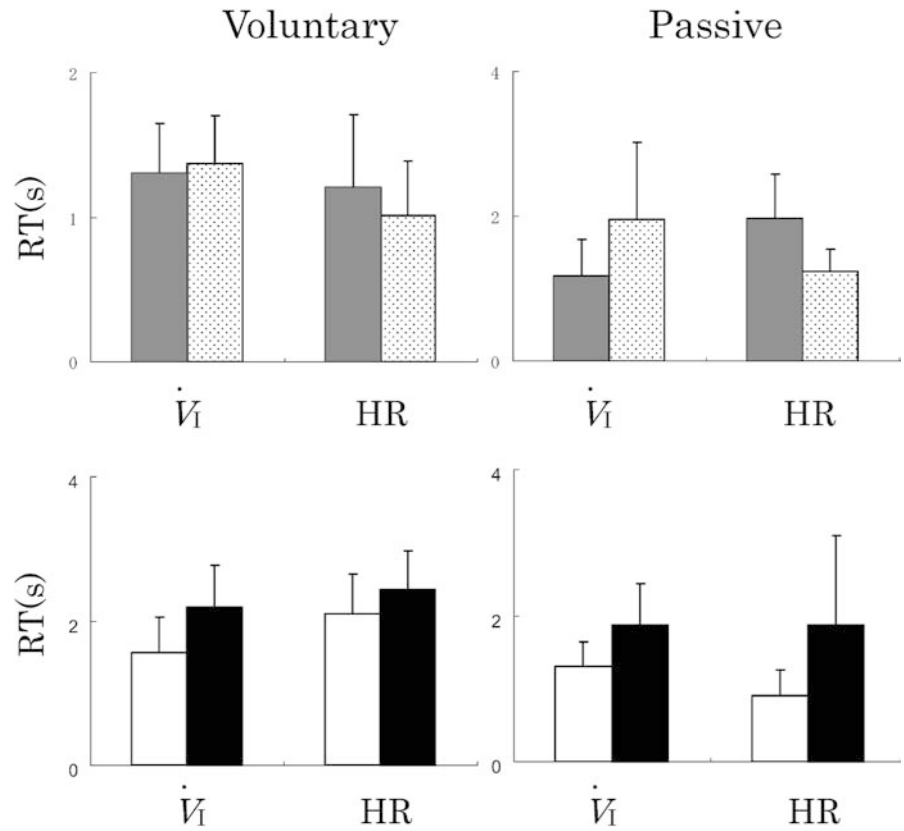 Voluntary Passive
2 4
RT(s) 1 2
0 0
V̇I HR V̇I HR
4 4
RT(s) 2 2
0 0
V̇I HR V̇I HR